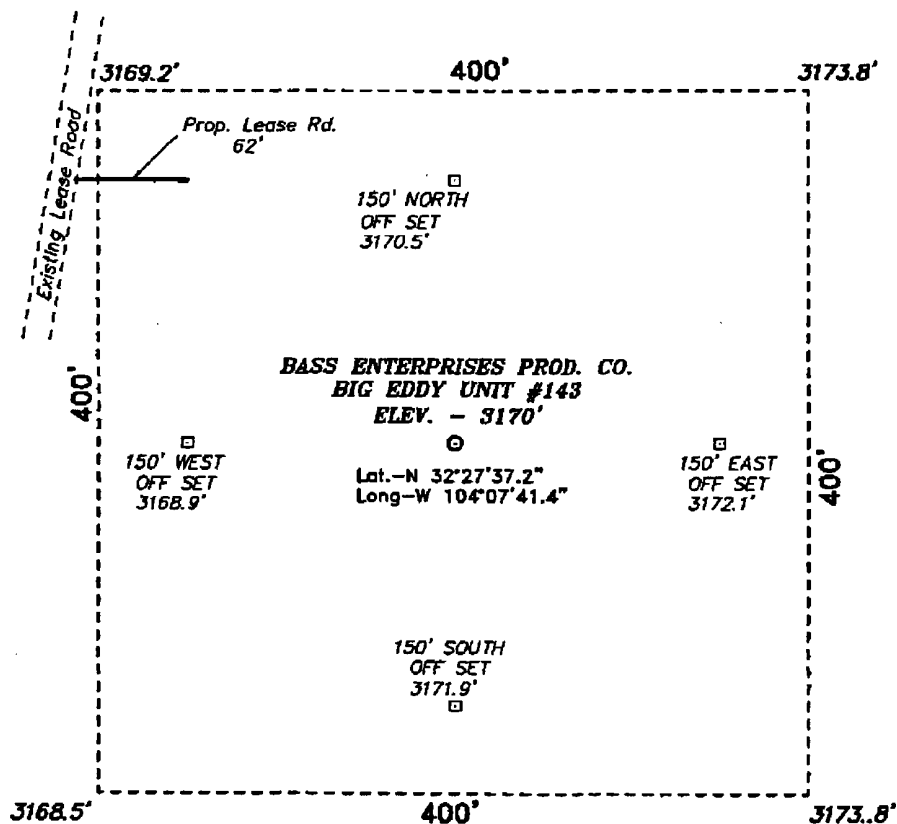 3169.2'
400'
3173.8'
Prop. Lease Rd.
62'
Existing Lease Road
150' NORTH
OFF SET
3170.5'
BASS ENTERPRISES PROD. CO.
BIG EDDY UNIT #143
ELEV. - 3170'
400'
150' WEST
OFF SET
3168.9'
Lat.-N 32°27'37.2"
Long-W 104°07'41.4"
150' EAST
OFF SET
3172.1'
400'
150' SOUTH
OFF SET
3171.9'
3168.5'
400'
3173..8'